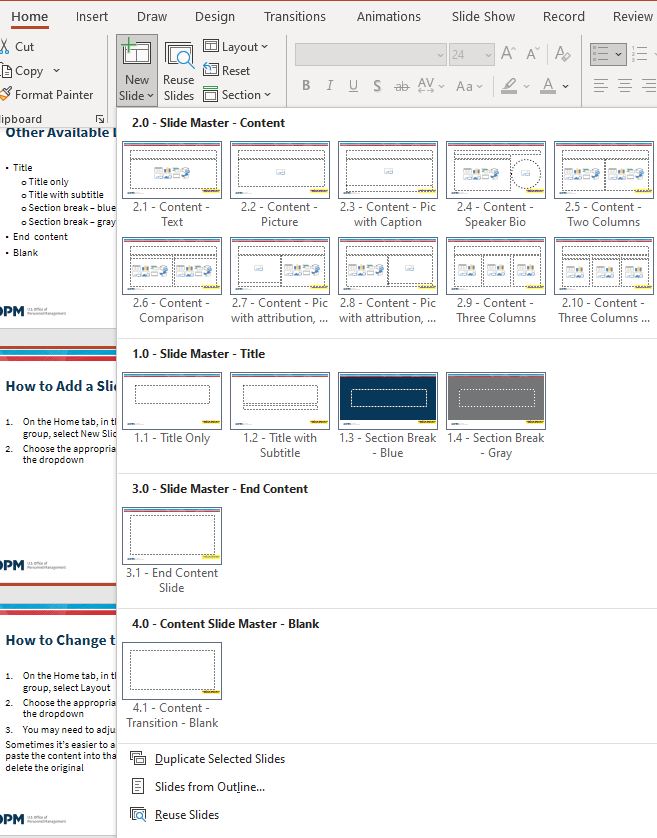 Home Insert Draw Design Transitions Animations Slide Show Record Review
Cut
Copy
Format Painter
lipboard
New Slide
Reuse Slides
Layout
Reset
Section
24
B I U S ab AV Aa A
Other Available
• Title
o Title only
o Title with subtitle
o Section break – blue
o Section break – gray
• End content
• Blank
OPM U.S. Office of Personnel Management
How to Add a Sli
1. On the Home tab, in th
group, select New Slid
2. Choose the appropria
the dropdown
OPM U.S. Office of Personnel Management
How to Change t
1. On the Home tab, in th
group, select Layout
2. Choose the appropria
the dropdown
3. You may need to adju
Sometimes it's easier to a
paste the content into tha
delete the original
OPM U.S. Office of Personnel Management
2.0 - Slide Master - Content
2.1 - Content - Text
2.2 - Content - Picture
2.3 - Content - Pic with Caption
2.4 - Content - Speaker Bio
2.5 - Content - Two Columns
2.6 - Content - Comparison
2.7 - Content - Pic with attribution, ...
2.8 - Content - Pic with attribution, ...
2.9 - Content - Three Columns
2.10 - Content - Three Columns ...
1.0 - Slide Master - Title
1.1 - Title Only
1.2 - Title with Subtitle
1.3 - Section Break - Blue
1.4 - Section Break - Gray
3.0 - Slide Master - End Content
3.1 - End Content Slide
4.0 - Content Slide Master - Blank
4.1 - Content - Transition - Blank
Duplicate Selected Slides
Slides from Outline...
Reuse Slides